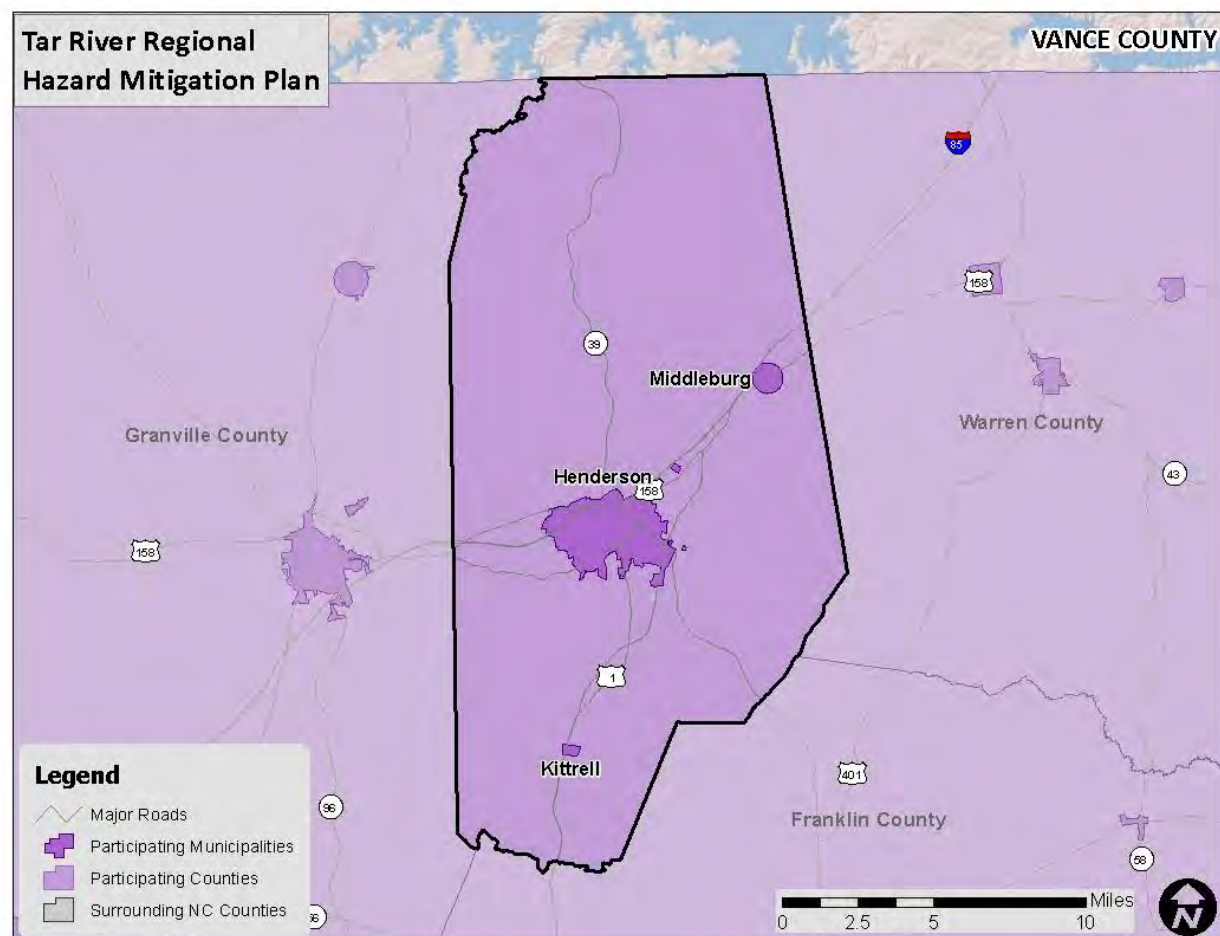 Tar River Regional
Hazard Mitigation Plan
VANCE COUNTY
85
158
39
Middleburg
Granville County
Warren County
43
Henderson
158
158
1
Kittrell
401
Franklin County
96
58
Legend
Major Roads
Participating Municipalities
Participating Counties
Surrounding NC Counties
Miles
0 2.5 5 10
N